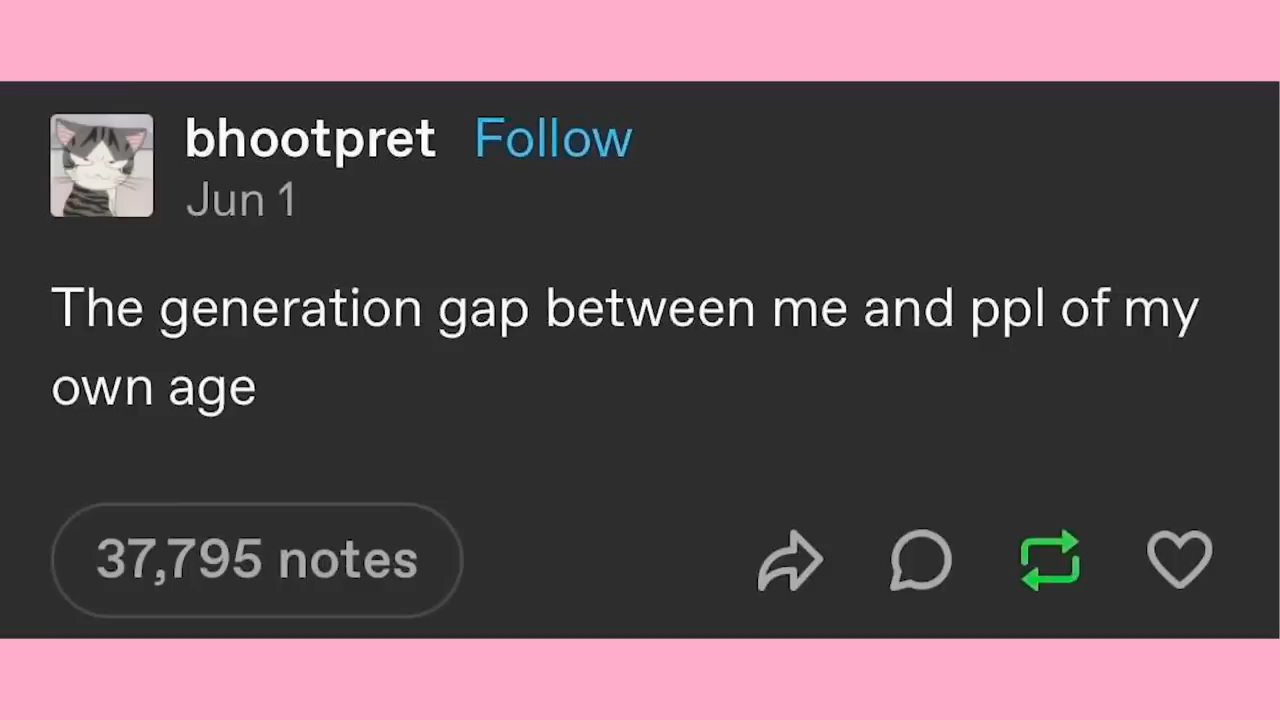 bhootpret Follow
Jun 1
The generation gap between me and ppl of my
own age
37,795 notes